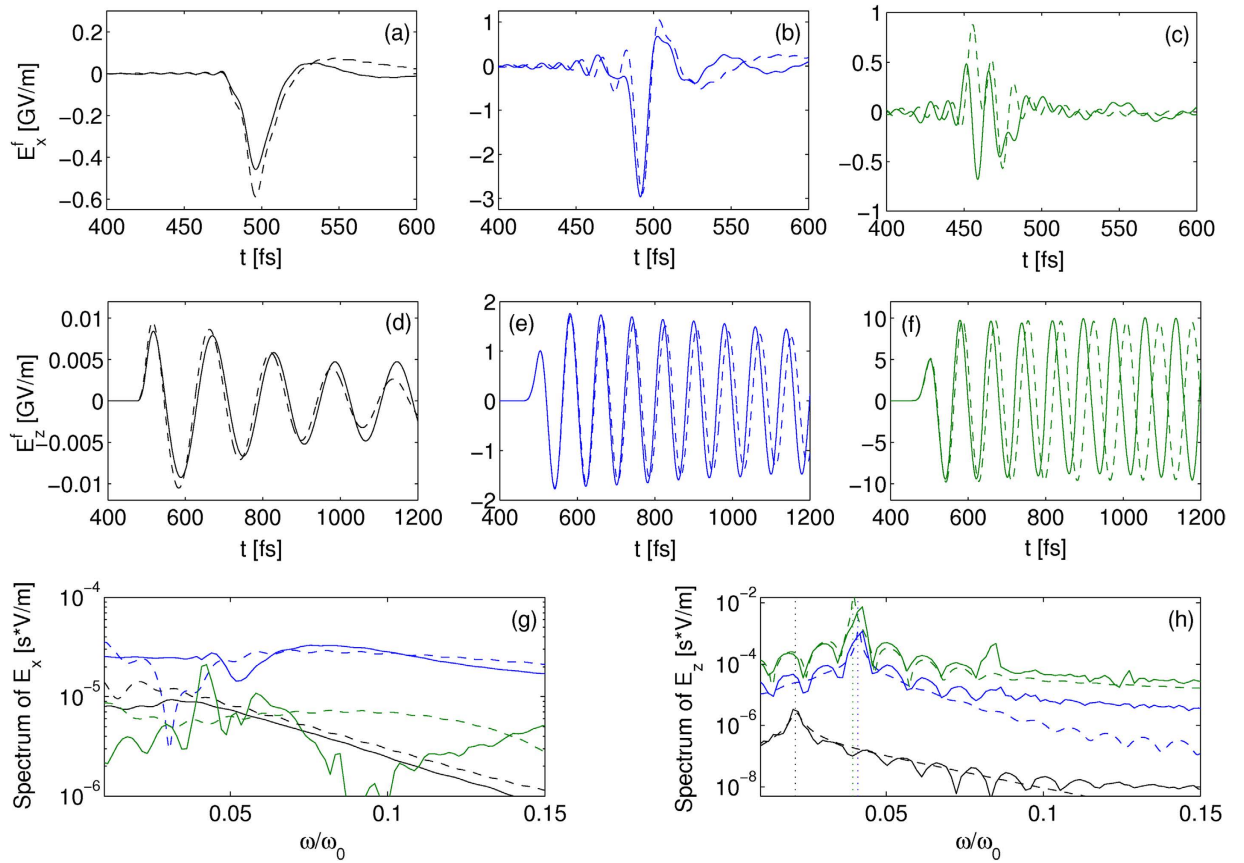 (a)
E_x^f [GV/m]
0.2
0
−0.2
−0.4
−0.6
400 450 500 550 600
t [fs]
(b)
1
0
−1
−2
−3
400 450 500 550 600
t [fs]
(c)
1
0.5
0
−0.5
−1
400 450 500 550 600
t [fs]
(d)
E_z^f [GV/m]
0.01
0.005
0
−0.005
−0.01
400 600 800 1000 1200
t [fs]
(e)
2
1
0
−1
−2
400 600 800 1000 1200
t [fs]
(f)
10
5
0
−5
−10
400 600 800 1000 1200
t [fs]
(g)
Spectrum of E_x [s*V/m]
10^−4
10^−5
10^−6
0.05 0.1 0.15
ω/ω_0
(h)
Spectrum of E_z [s*V/m]
10^−2
10^−4
10^−6
10^−8
0.05 0.1 0.15
ω/ω_0